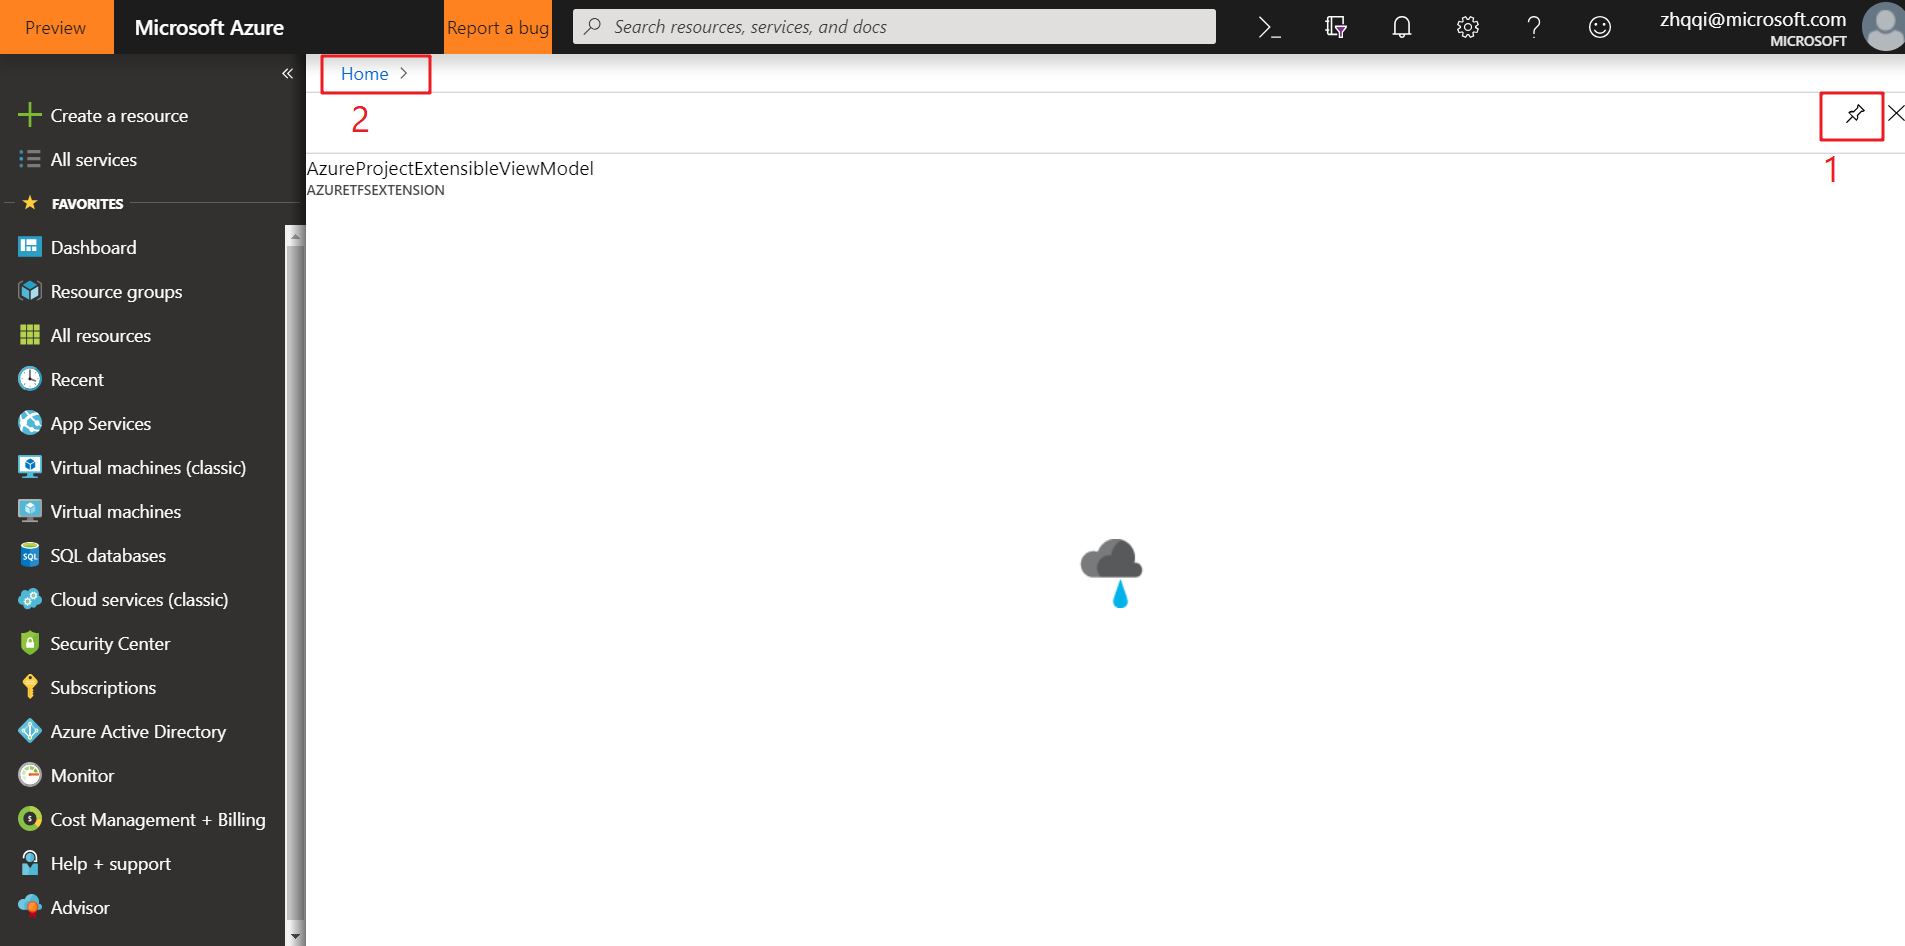 Preview
Microsoft Azure
Report a bug
Search resources, services, and docs
zhqqi@microsoft.com
MICROSOFT
Home
2
1
AzureProjectExtensibleViewModel
AZURETFSEXTENSION
Create a resource
All services
FAVORITES
Dashboard
Resource groups
All resources
Recent
App Services
Virtual machines (classic)
Virtual machines
SQL
SQL databases
Cloud services (classic)
Security Center
Subscriptions
Azure Active Directory
Monitor
Cost Management + Billing
Help + support
Advisor